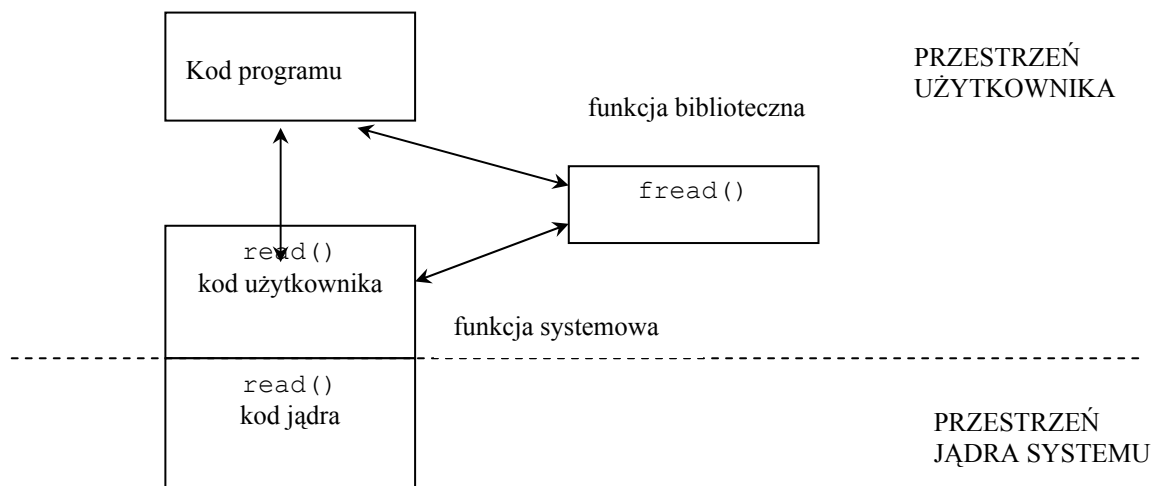 Kod programu
PRZESTRZEŃ
UŻYTKOWNIKA
funkcja biblioteczna
fread()
read()
kod użytkownika
funkcja systemowa
read()
kod jądra
PRZESTRZEŃ
JĄDRA SYSTEMU